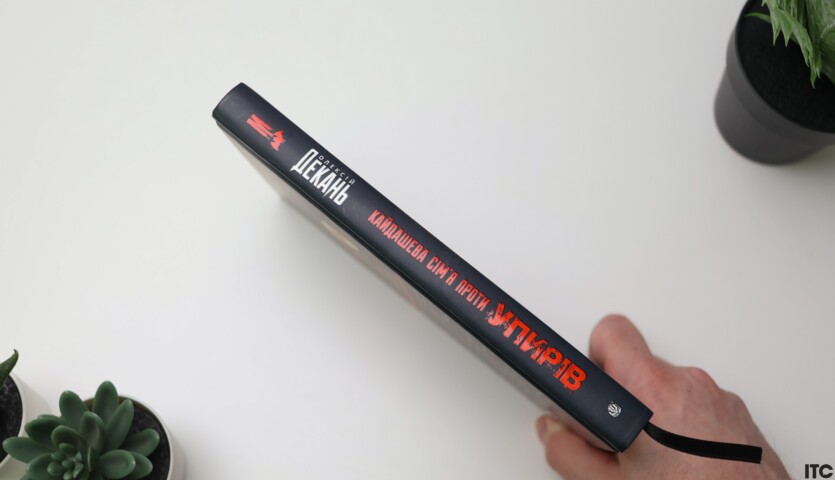 ОЛЕКСІЙ
ДЕКАНЬ
КАЙДАШЕВА СІМ'Я ПРОТИ
УПИРІВ
ITC